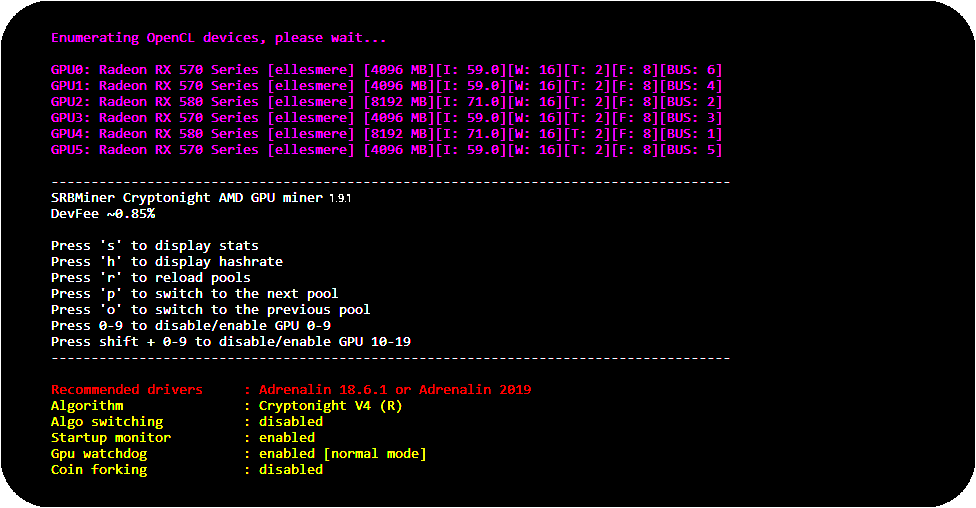 Enumerating OpenCL devices, please wait...
GPU0: Radeon RX 570 Series [ellesmere] [4096 MB][I: 59.0][W: 16][T: 2][F: 8][BUS: 6]
GPU1: Radeon RX 570 Series [ellesmere] [4096 MB][I: 59.0][W: 16][T: 2][F: 8][BUS: 4]
GPU2: Radeon RX 580 Series [ellesmere] [8192 MB][I: 71.0][W: 16][T: 2][F: 8][BUS: 2]
GPU3: Radeon RX 570 Series [ellesmere] [4096 MB][I: 59.0][W: 16][T: 2][F: 8][BUS: 3]
GPU4: Radeon RX 580 Series [ellesmere] [8192 MB][I: 71.0][W: 16][T: 2][F: 8][BUS: 1]
GPU5: Radeon RX 570 Series [ellesmere] [4096 MB][I: 59.0][W: 16][T: 2][F: 8][BUS: 5]
-------------------------------------------------------------------------------------
SRBMiner Cryptonight AMD GPU miner 1.9.1
DevFee ~0.85%
Press 's' to display stats
Press 'h' to display hashrate
Press 'r' to reload pools
Press 'p' to switch to the next pool
Press 'o' to switch to the previous pool
Press 0-9 to disable/enable GPU 0-9
Press shift + 0-9 to disable/enable GPU 10-19
-------------------------------------------------------------------------------------
Recommended drivers : Adrenalin 18.6.1 or Adrenalin 2019
Algorithm : Cryptonight V4 (R)
Algo switching : disabled
Startup monitor : enabled
Gpu watchdog : enabled [normal mode]
Coin forking : disabled